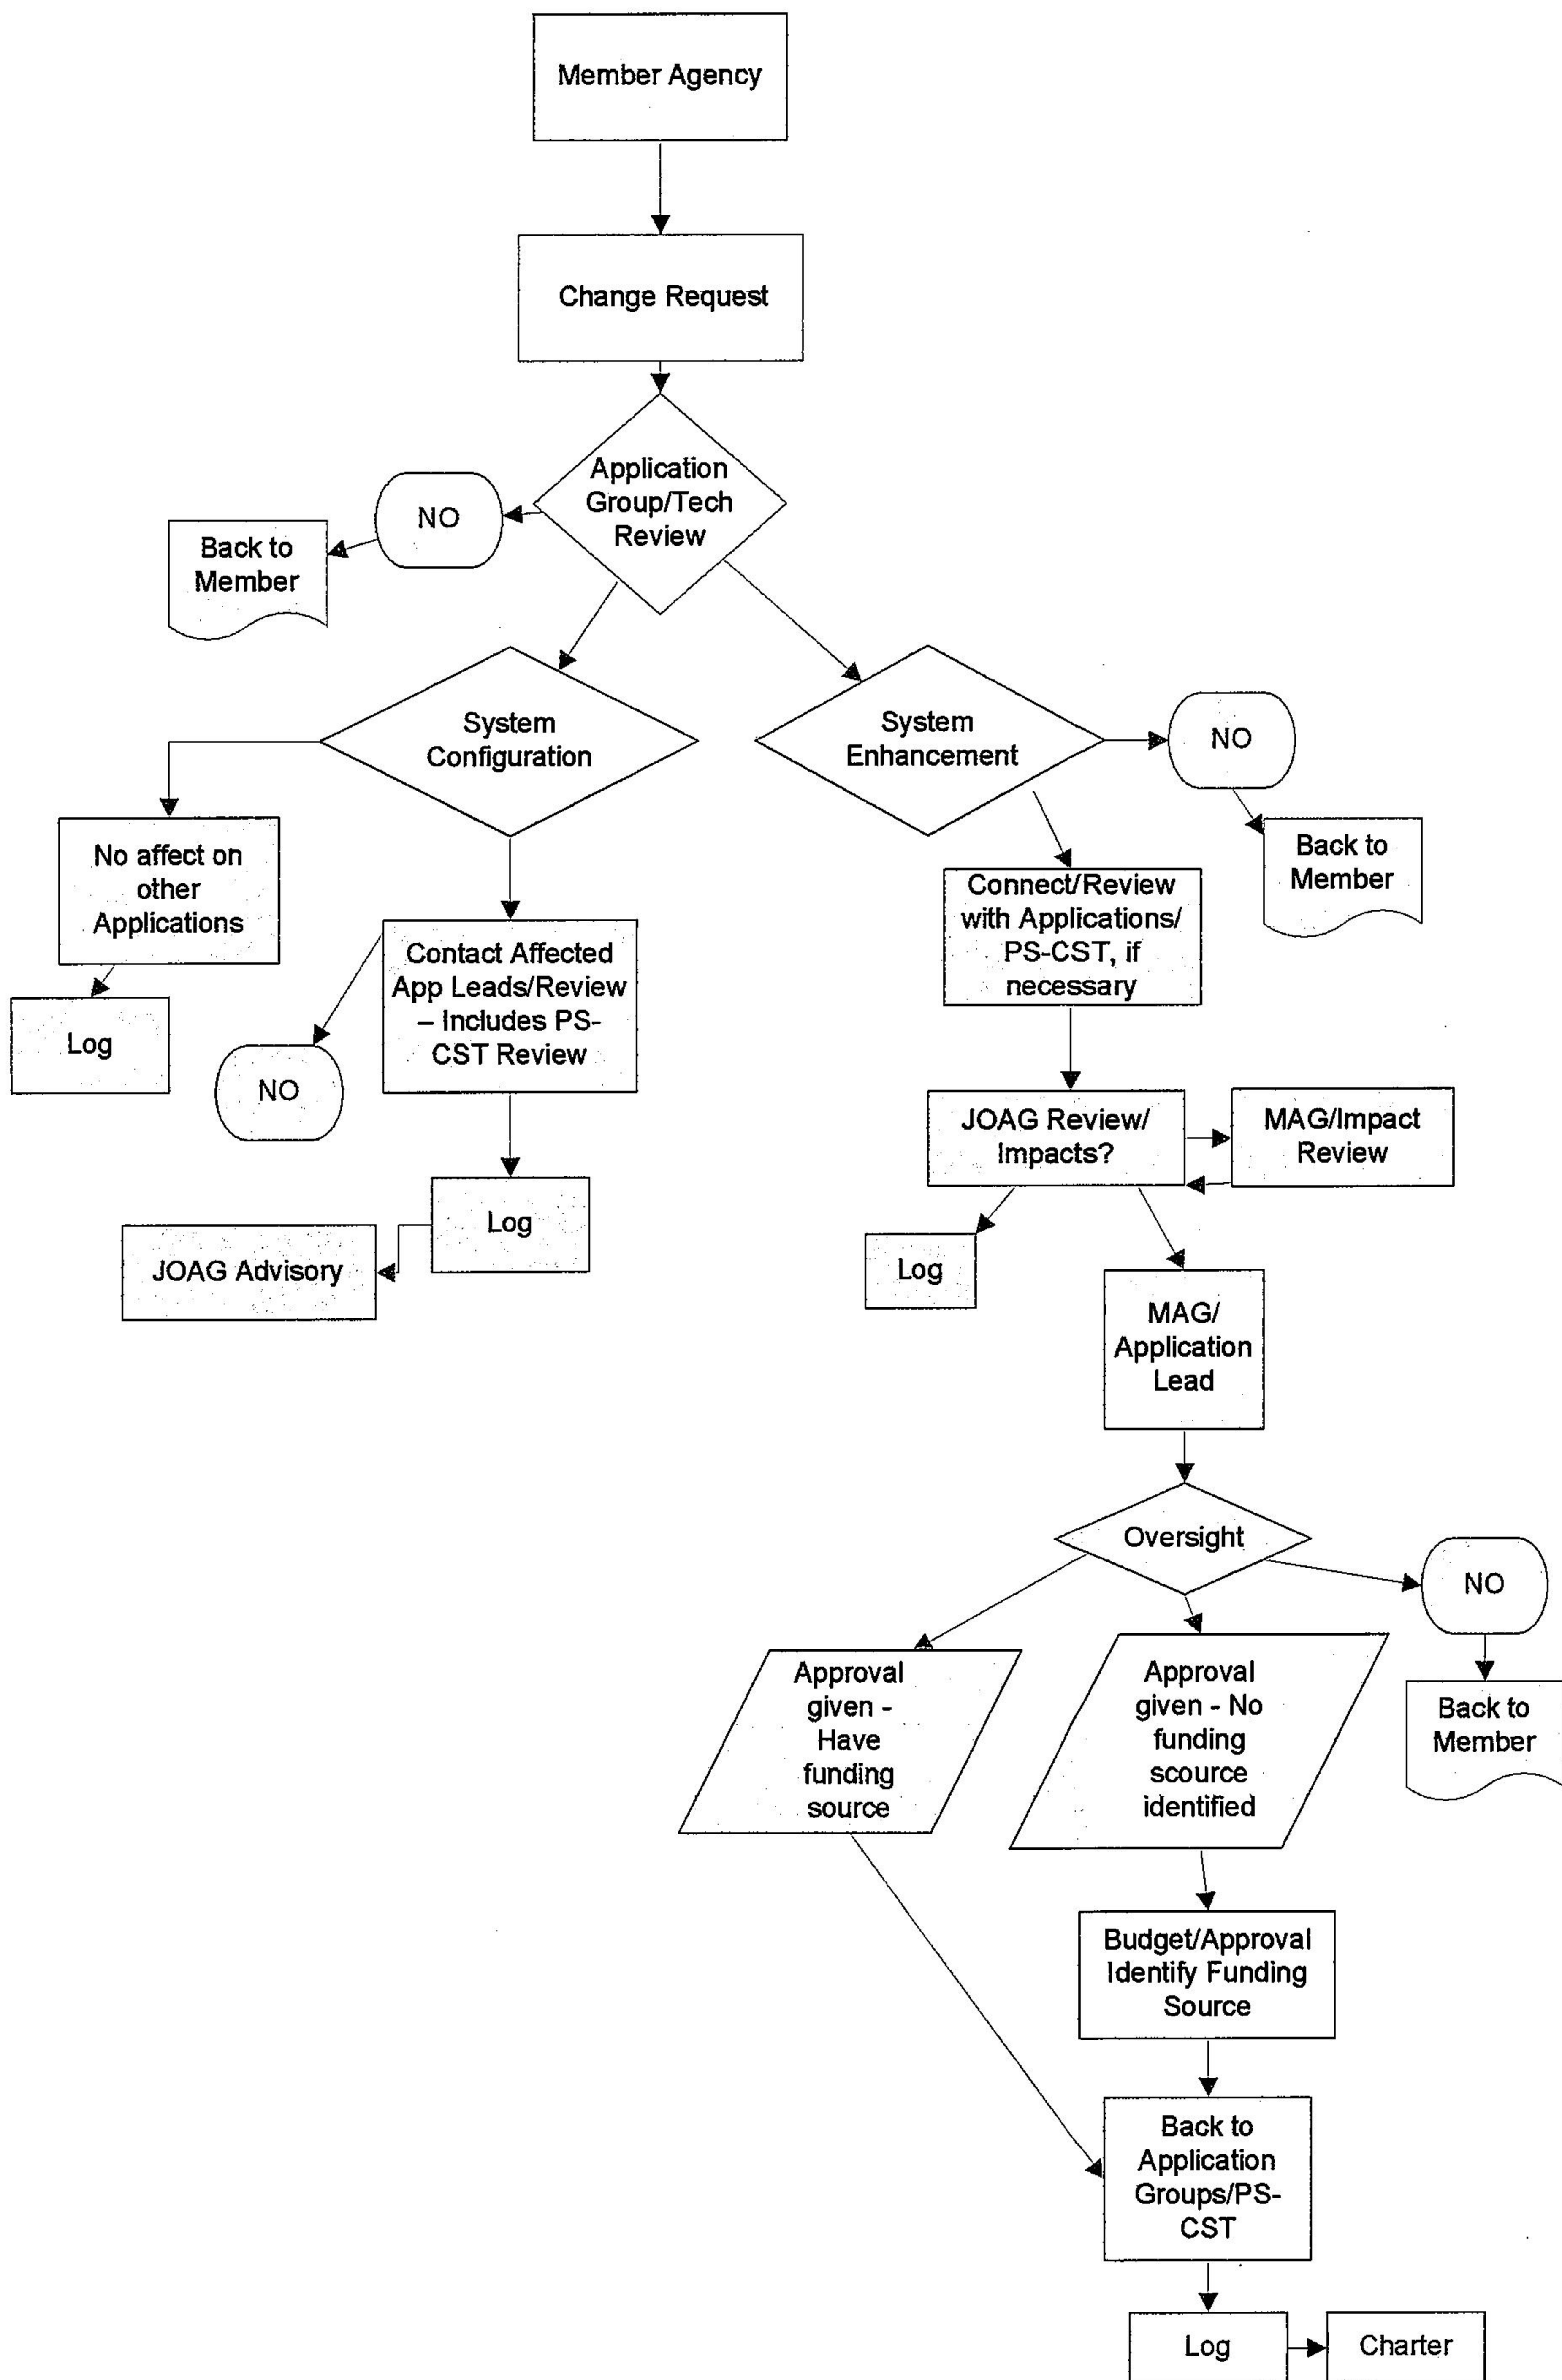 Member Agency
Change Request
Application
Group/Tech
Review
NO
Back to
Member
System
Configuration
System
Enhancement
NO
Back to
Member
No affect on
other
Applications
Log
Contact Affected
App Leads/Review
– Includes PS-
CST Review
NO
Log
JOAG Advisory
Connect/Review
with Applications/
PS-CST, if
necessary
JOAG Review/
Impacts?
MAG/Impact
Review
Log
MAG/
Application
Lead
Oversight
NO
Back to
Member
Approval
given -
Have
funding
source
Approval
given - No
funding
scource
identified
Budget/Approval
Identify Funding
Source
Back to
Application
Groups/PS-
CST
Log
Charter